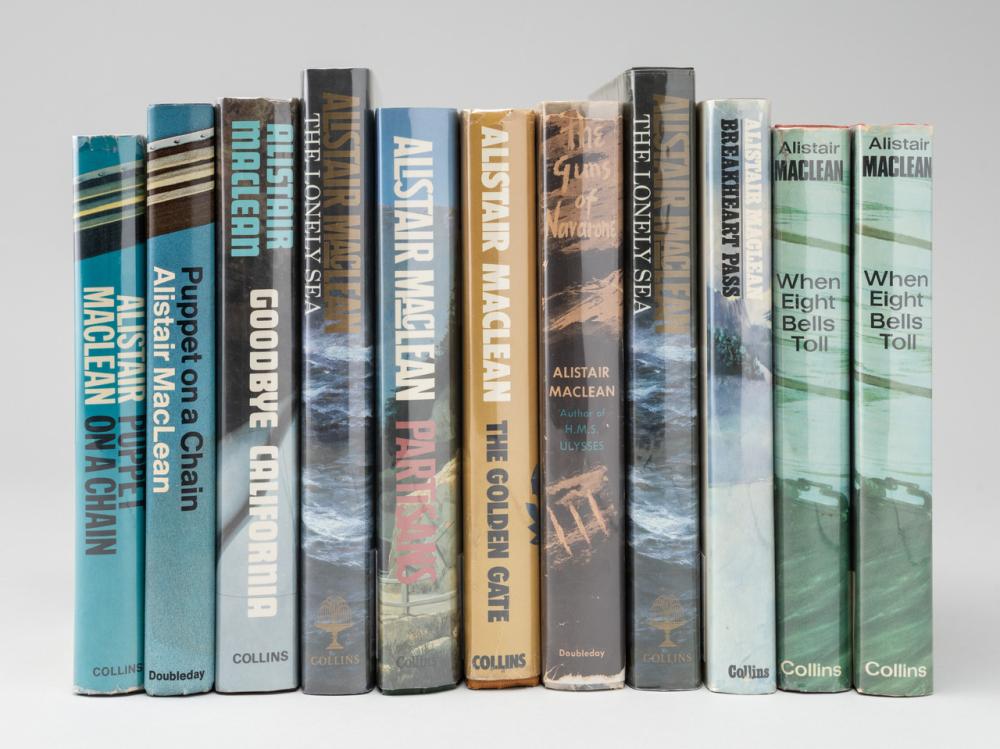 ALISTAIR PUPPET
MACLEAN ON A CHAIN
COLLINS
Puppet on a Chain
Alistair MacLean
Doubleday
ALISTAIR
MACLEAN
GOODBYE CALIFORNIA
COLLINS
ALISTAIR MACLEAN
THE LONELY SEA
COLLINS
ALISTAIR MACLEAN PARTISANS
Collins
ALISTAIR MACLEAN THE GOLDEN GATE
COLLINS
The
Guns
of
Navarone
ALISTAIR
MACLEAN
Author of
H.M.S.
ULYSSES
Doubleday
ALISTAIR MACLEAN
THE LONELY SEA
COLLINS
ALISTAIR MACLEAN
BREAKHEART PASS
Collins
Alistair
MACLEAN
When
Eight
Bells
Toll
Collins
Alistair
MACLEAN
When
Eight
Bells
Toll
Collins